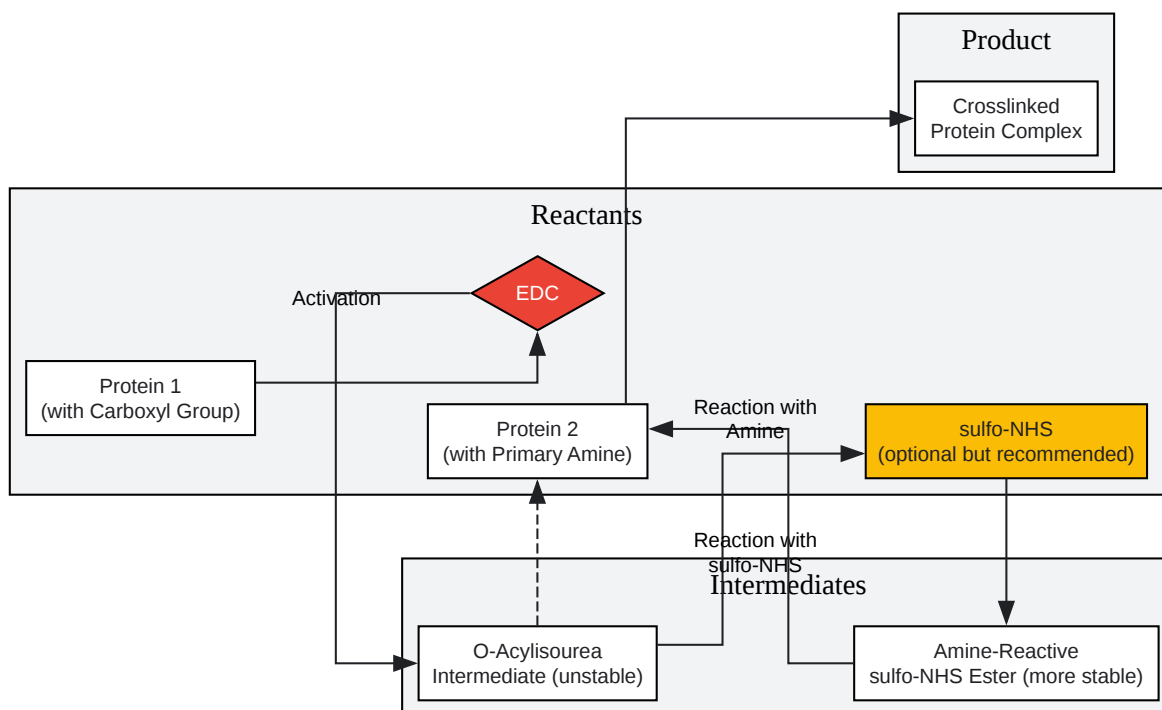 Product
Crosslinked
Protein Complex
Reactants
EDC
Activation
Protein 1
(with Carboxyl Group)
Protein 2
(with Primary Amine)
Reaction with
Amine
sulfo-NHS
(optional but recommended)
Reaction with
sulfo-NHS
Intermediates
O-Acylisourea
Intermediate (unstable)
Amine-Reactive
sulfo-NHS Ester (more stable)